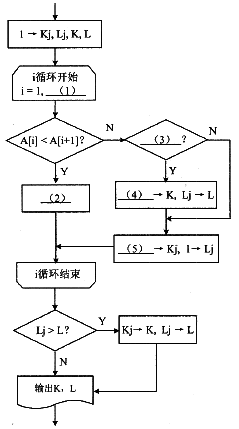 1 → Kj, Lj, K, L
i循环开始
i = 1, (1)
A[i] < A[i+1]?
N
(3) ?
N
Y
Y
(2)
(4) → K, Lj → L
(5) → Kj, 1 → Lj
i循环结束
Lj > L?
Y
Kj → K, Lj → L
N
输出K, L